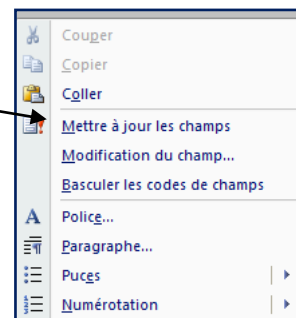 Couper
Copier
Coller
Mettre à jour les champs
Modification du champ...
Basculer les codes de champs
Police...
Paragraphe...
Puces
Numérotation